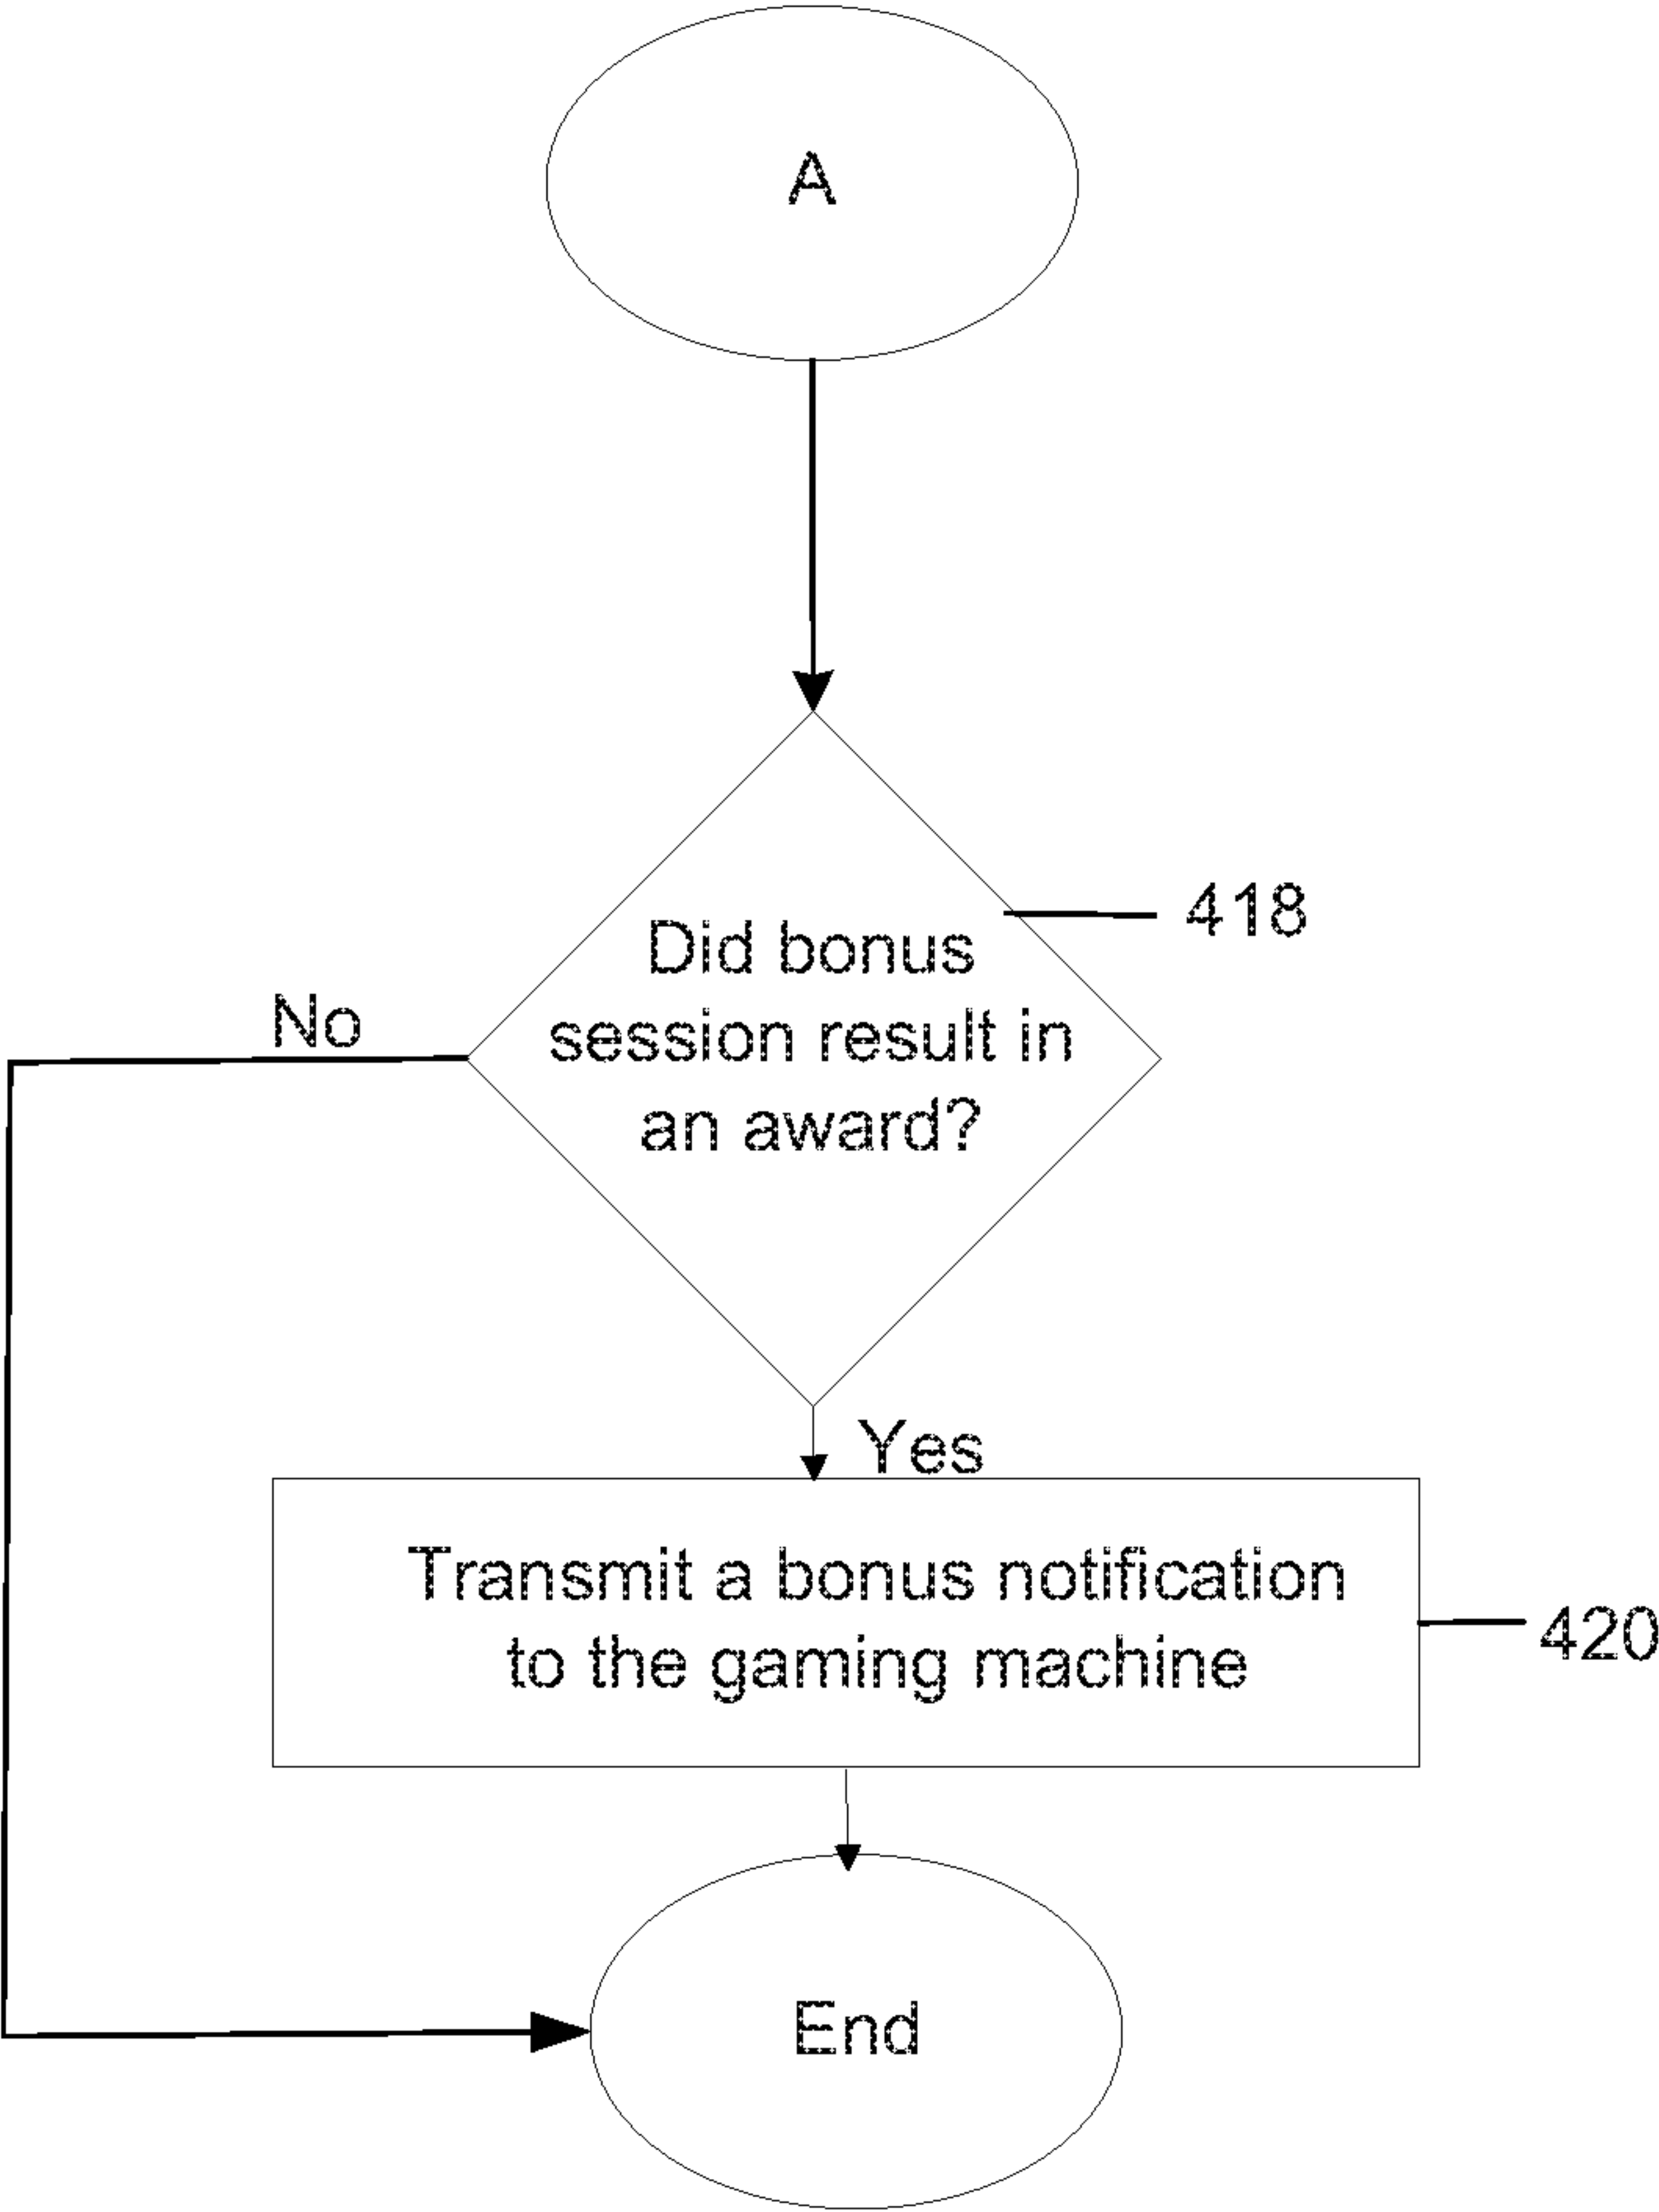 A
418
Did bonus
session result in
an award?
No
Yes
Transmit a bonus notification
to the gaming machine
420
End